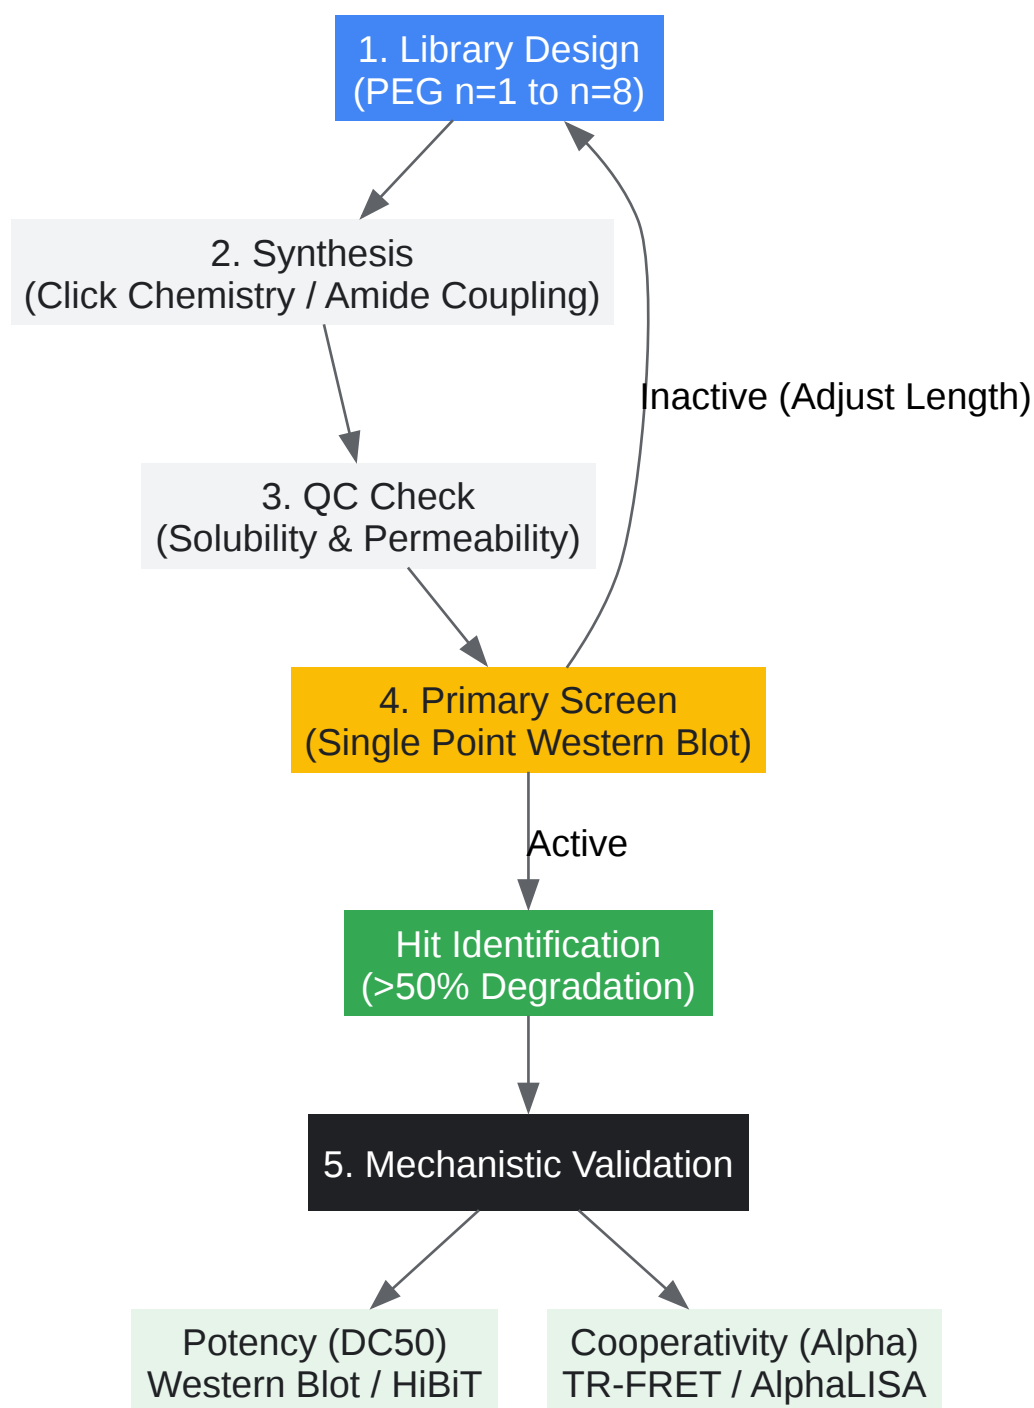 1. Library Design
(PEG n=1 to n=8)
2. Synthesis
(Click Chemistry / Amide Coupling)
Inactive (Adjust Length)
3. QC Check
(Solubility & Permeability)
4. Primary Screen
(Single Point Western Blot)
Active
Hit Identification
(>50% Degradation)
5. Mechanistic Validation
Potency (DC50)
Western Blot / HiBiT
Cooperativity (Alpha)
TR-FRET / AlphaLISA